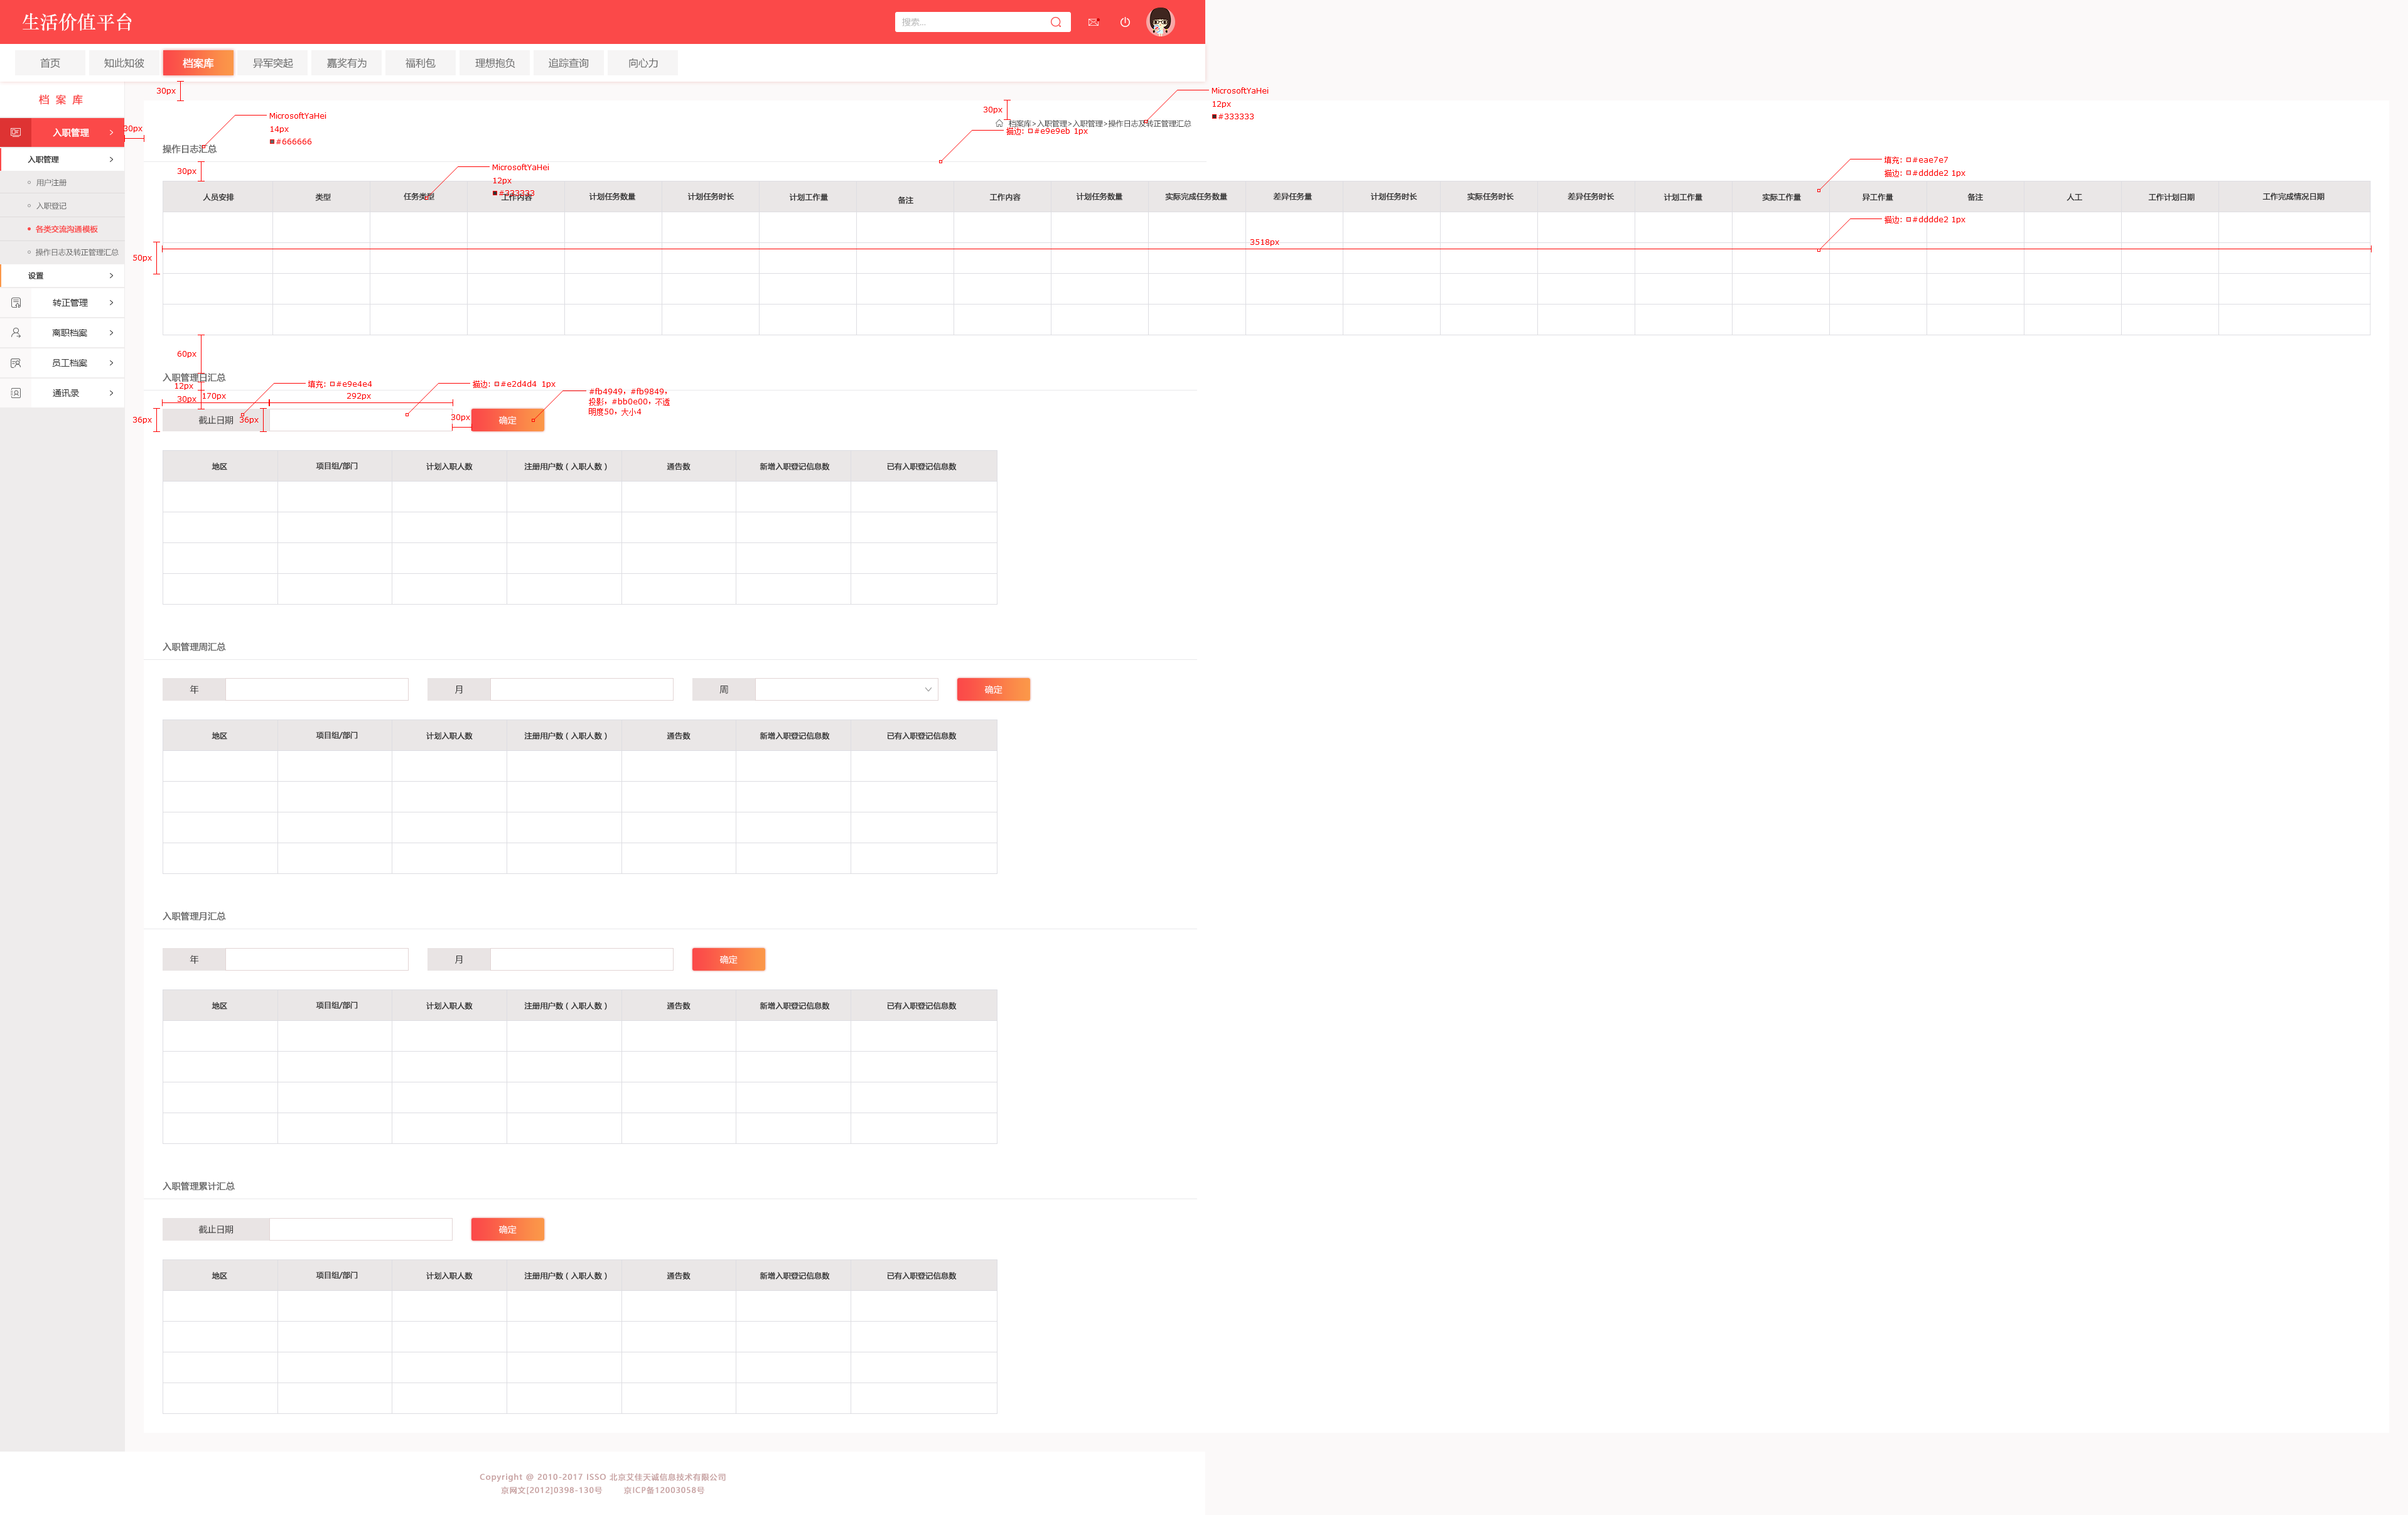 生活价值平台
搜索...
首页 知此知彼 档案库 异军突起 嘉奖有为 福利包 理想抱负 追踪查询 向心力
档 案 库
入职管理
入职管理
用户注册
入职登记
各类交流沟通模板
操作日志及转正管理汇总
设置
转正管理
离职档案
员工档案
通讯录
30px
30px
MicrosoftYaHei
14px
#666666
30px
MicrosoftYaHei
12px
#333333
档案库>入职管理>入职管理>操作日志及转正管理汇总
描边: #e9e9eb 1px
操作日志汇总
30px
MicrosoftYaHei
12px
#333333
填充: #eae7e7
描边: #dddde2 1px
人员安排 类型 任务类型 工作内容 计划任务数量 计划任务时长 计划工作量 备注 工作内容 计划任务数量 实际完成任务数量 差异任务量 计划任务时长 实际任务时长 差异任务时长 计划工作量 实际工作量 异工作量 备注 人工 工作计划日期 工作完成情况日期
描边: #dddde2 1px
3518px
50px
60px
入职管理日汇总
12px
30px
填充: #e9e4e4
描边: #e2d4d4 1px
#fb4949，#fb9849，
投影，#bb0e00，不透
明度50，大小4
170px
292px
36px
36px
30px
截止日期 确定
地区 项目组/部门 计划入职人数 注册用户数（入职人数） 通告数 新增入职登记信息数 已有入职登记信息数
入职管理周汇总
年 月 周 确定
地区 项目组/部门 计划入职人数 注册用户数（入职人数） 通告数 新增入职登记信息数 已有入职登记信息数
入职管理月汇总
年 月 确定
地区 项目组/部门 计划入职人数 注册用户数（入职人数） 通告数 新增入职登记信息数 已有入职登记信息数
入职管理累计汇总
截止日期 确定
地区 项目组/部门 计划入职人数 注册用户数（入职人数） 通告数 新增入职登记信息数 已有入职登记信息数
Copyright @ 2010-2017 ISSO 北京艾佳天诚信息技术有限公司
京网文[2012]0398-130号 京ICP备12003058号